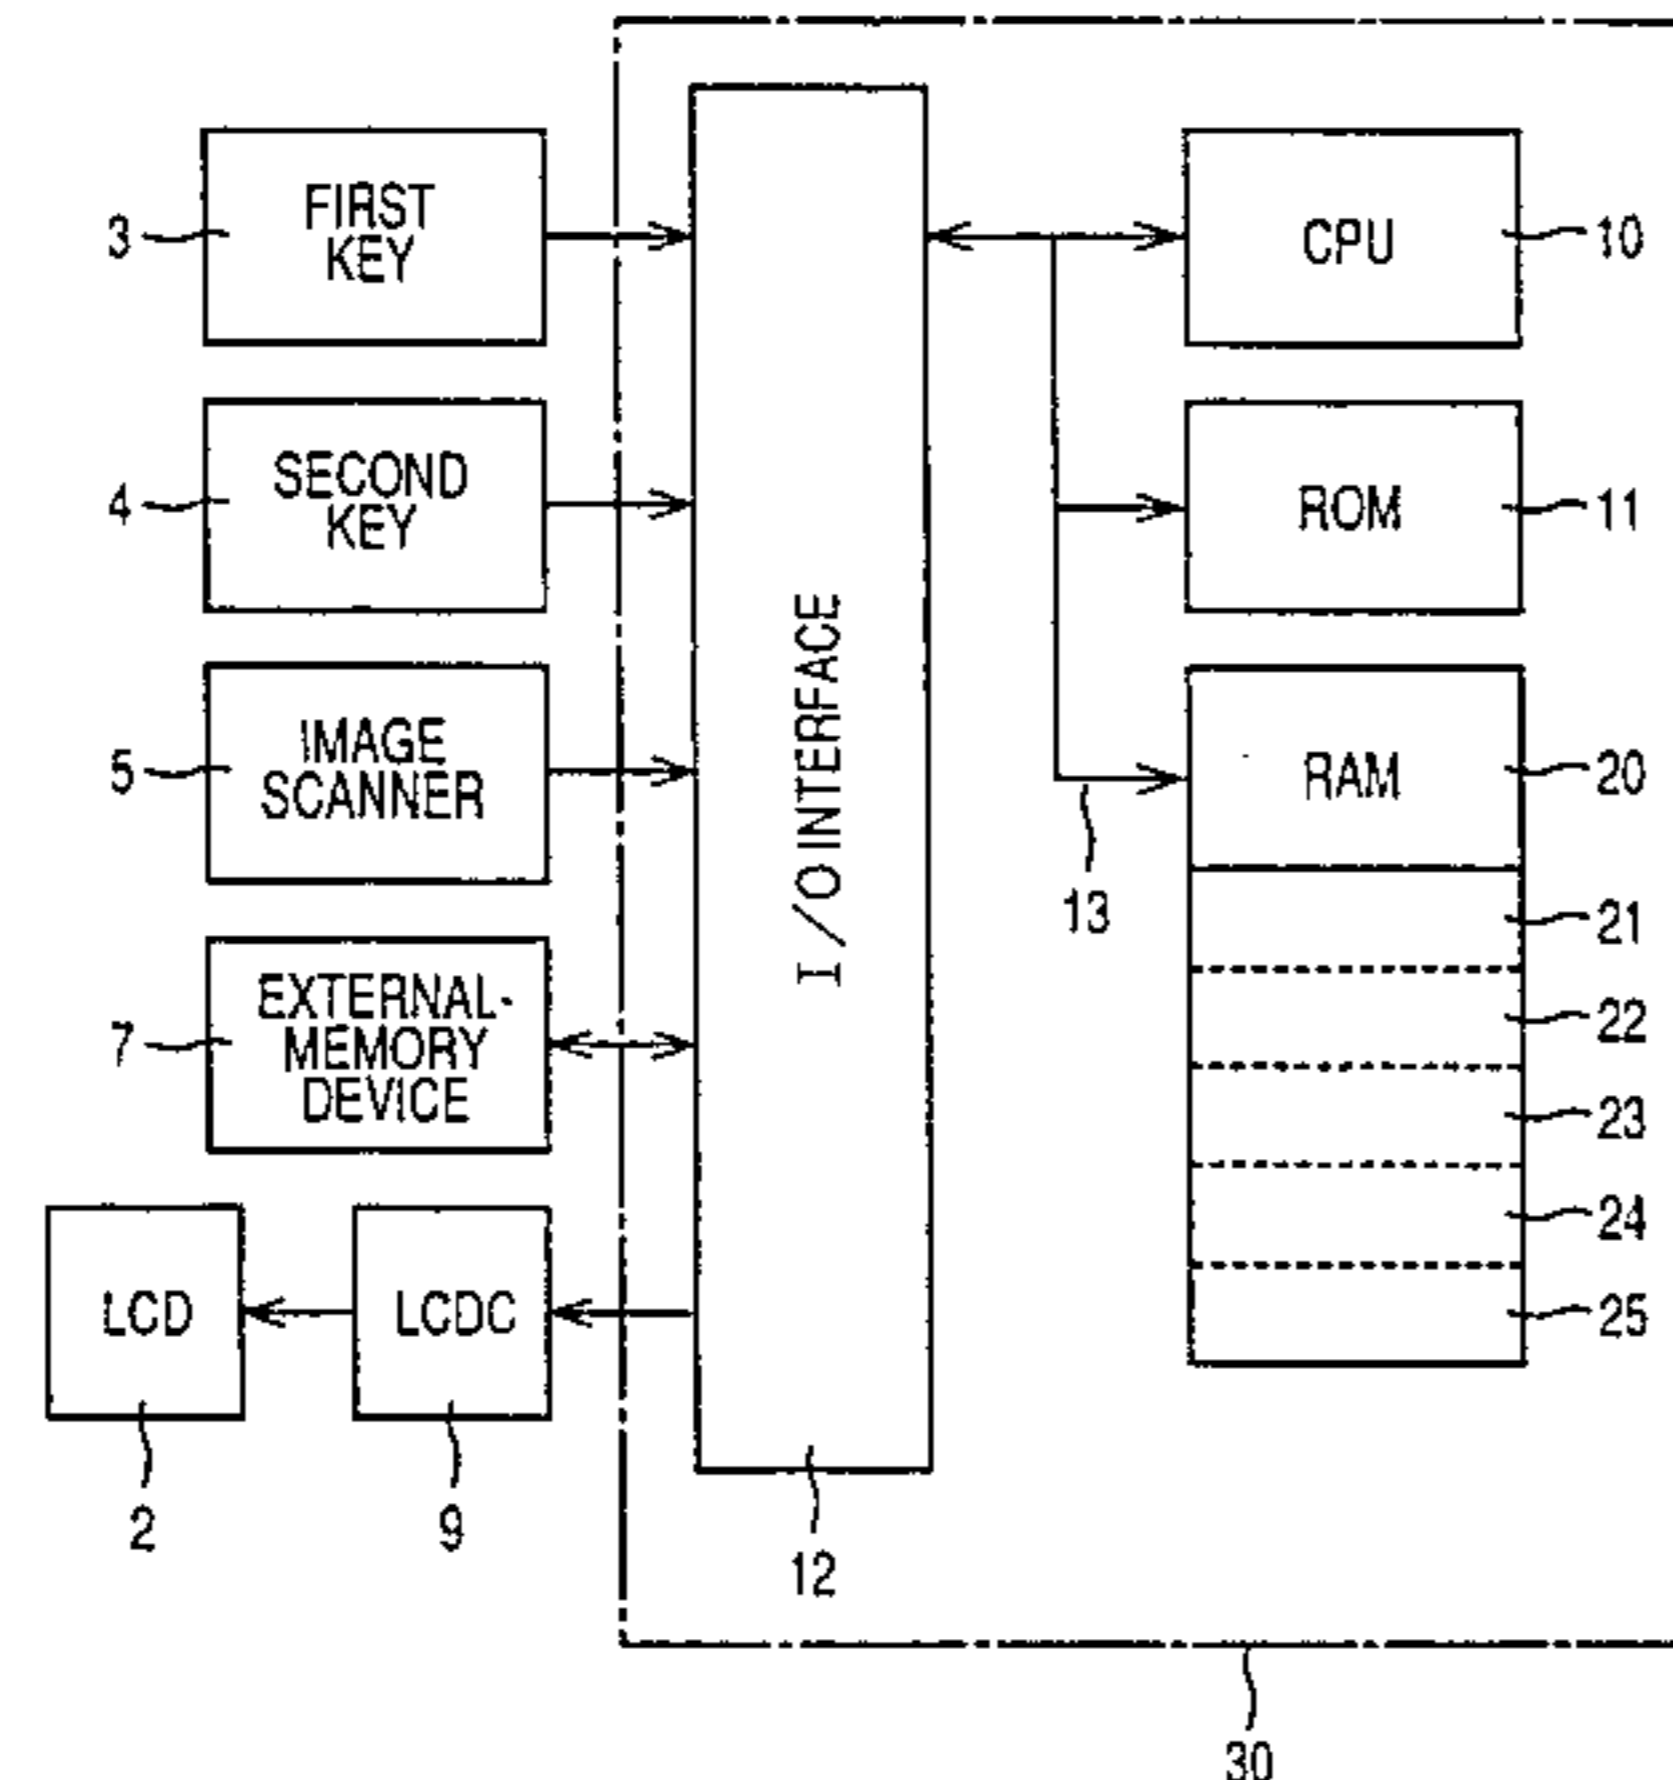 FIRST
KEY
3
CPU
10
SECOND
KEY
4
ROM
11
IMAGE
SCANNER
5
I/O INTERFACE
RAM
20
13
21
EXTERNAL-
MEMORY
DEVICE
7
22
23
24
LCD
LCDC
25
2
9
12
30